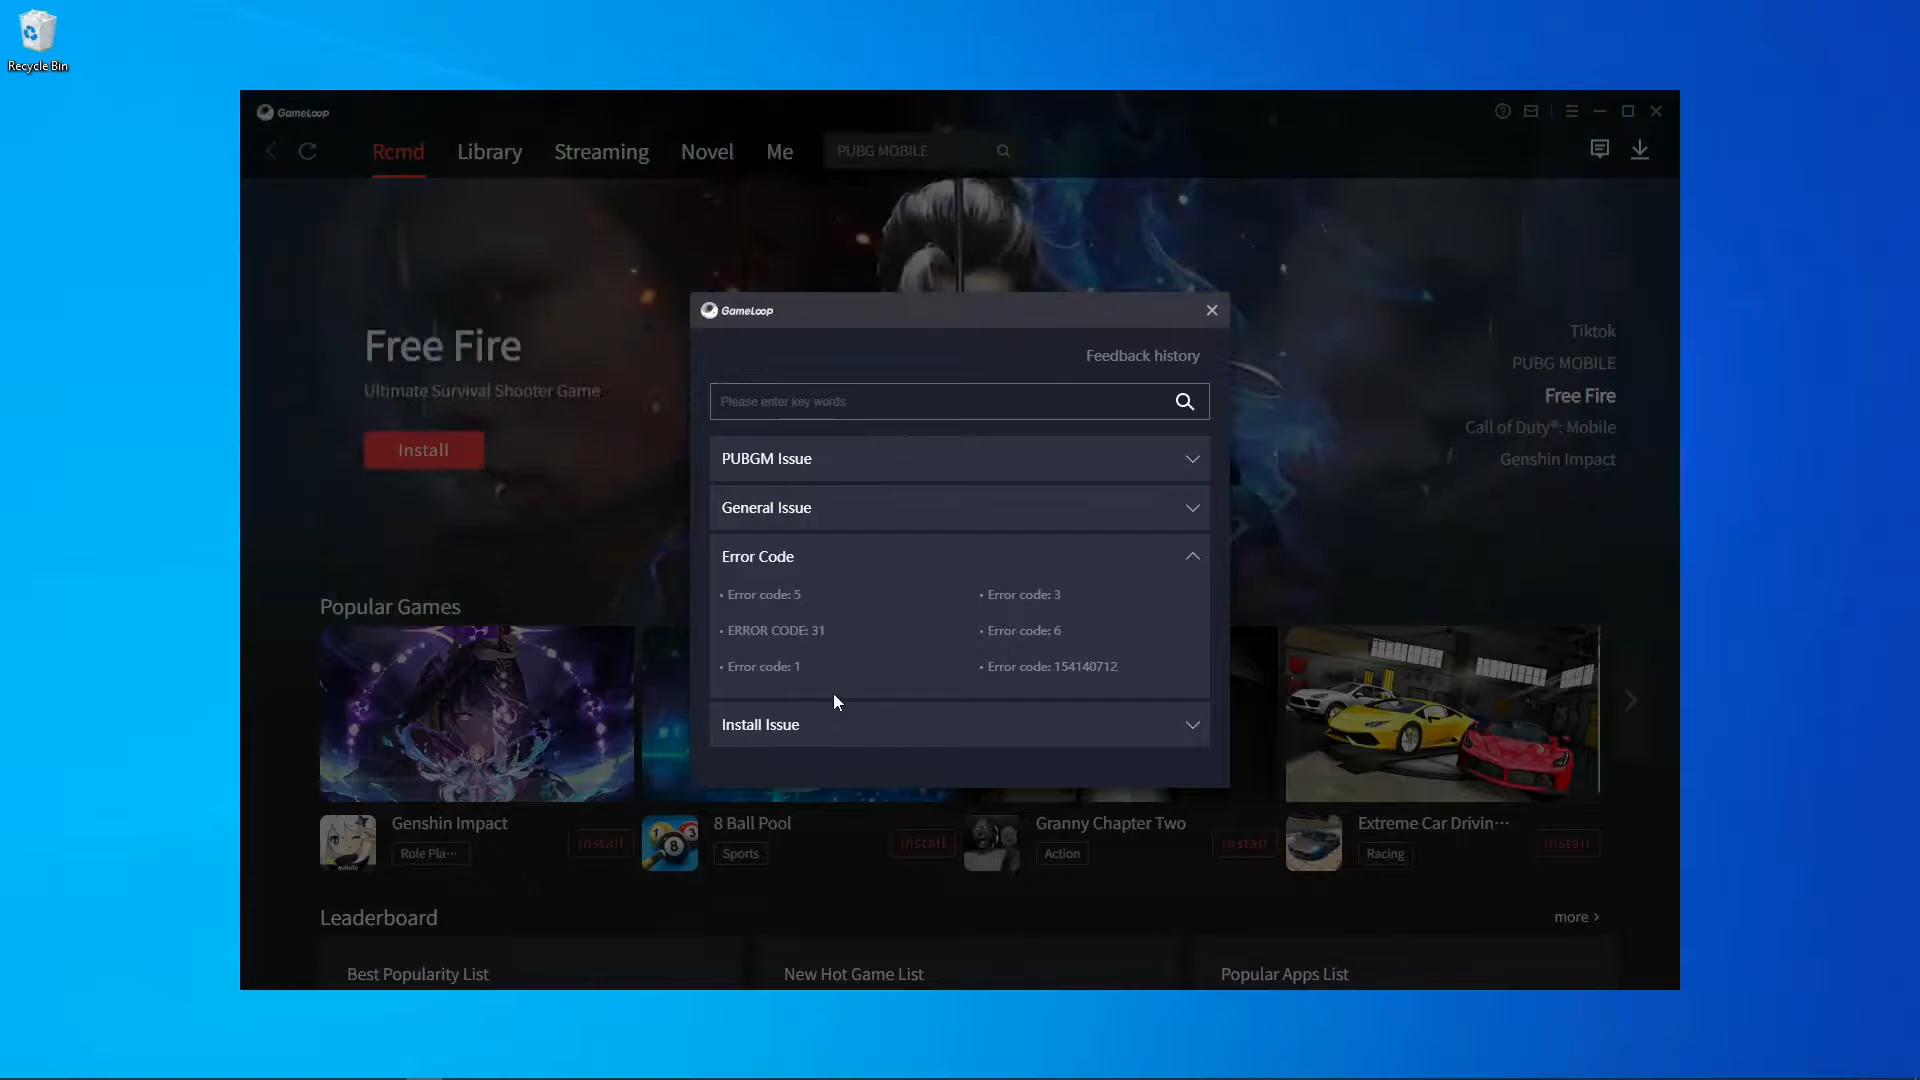 Recycle Bin
GameLoop
Rcmd Library Streaming Novel Me PUBG MOBILE
GameLoop
Feedback history
Please enter key words
PUBGM Issue
General Issue
Error Code
• Error code: 5
• Error code: 3
• ERROR CODE: 31
• Error code: 6
• Error code: 1
• Error code: 154140712
Install Issue
Free Fire
Ultimate Survival Shooter Game
Install
Tiktok
PUBG MOBILE
Free Fire
Call of Duty®: Mobile
Genshin Impact
Popular Games
Genshin Impact
Role Pla···
Install
8 Ball Pool
Sports
Install
Granny Chapter Two
Action
Install
Extreme Car Drivin···
Racing
Install
Leaderboard
more >
Best Popularity List
New Hot Game List
Popular Apps List